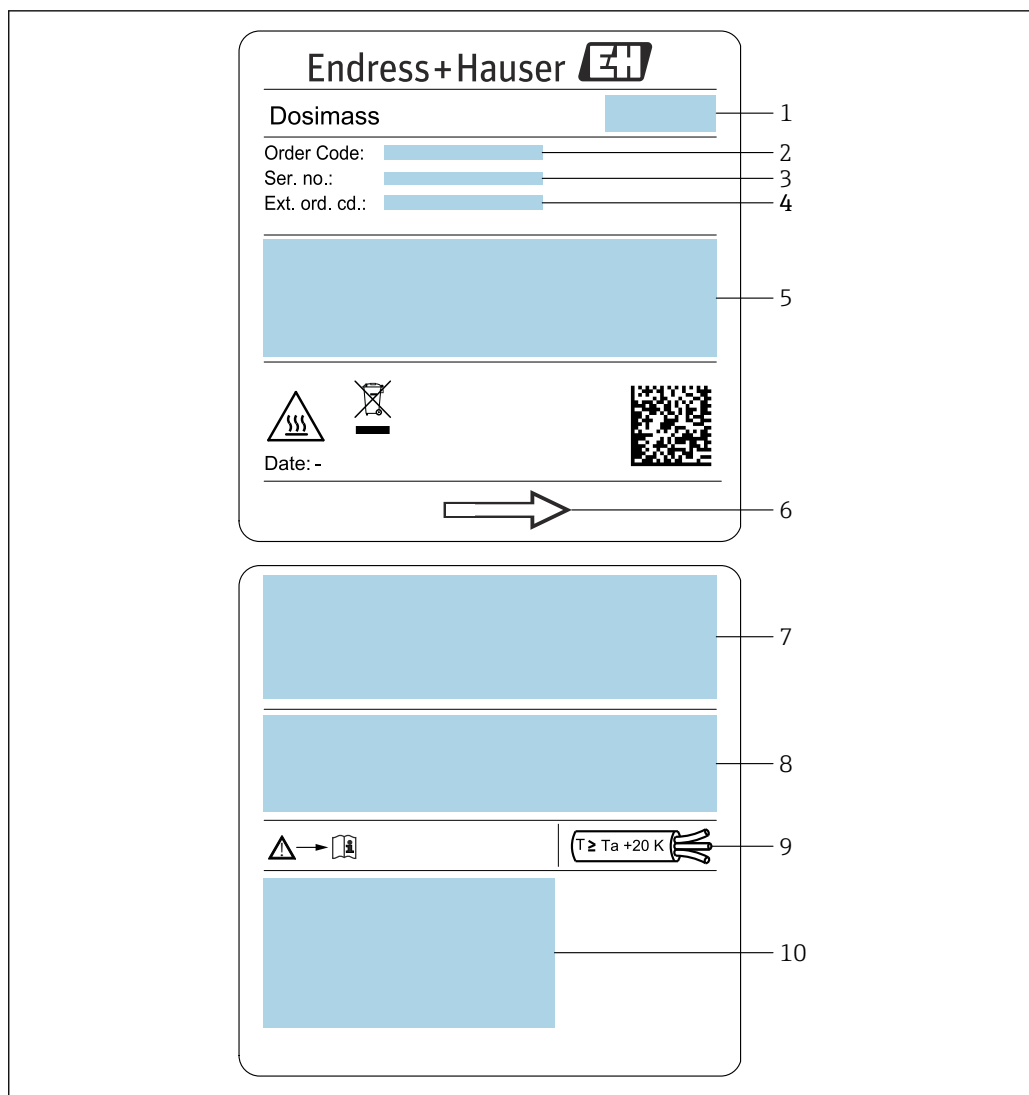 Endress+Hauser EH
Dosimass
1
Order Code:
2
Ser. no.:
3
Ext. ord. cd.:
4
5
Date: -
6
7
8
T ≥ Ta +20 K
9
10